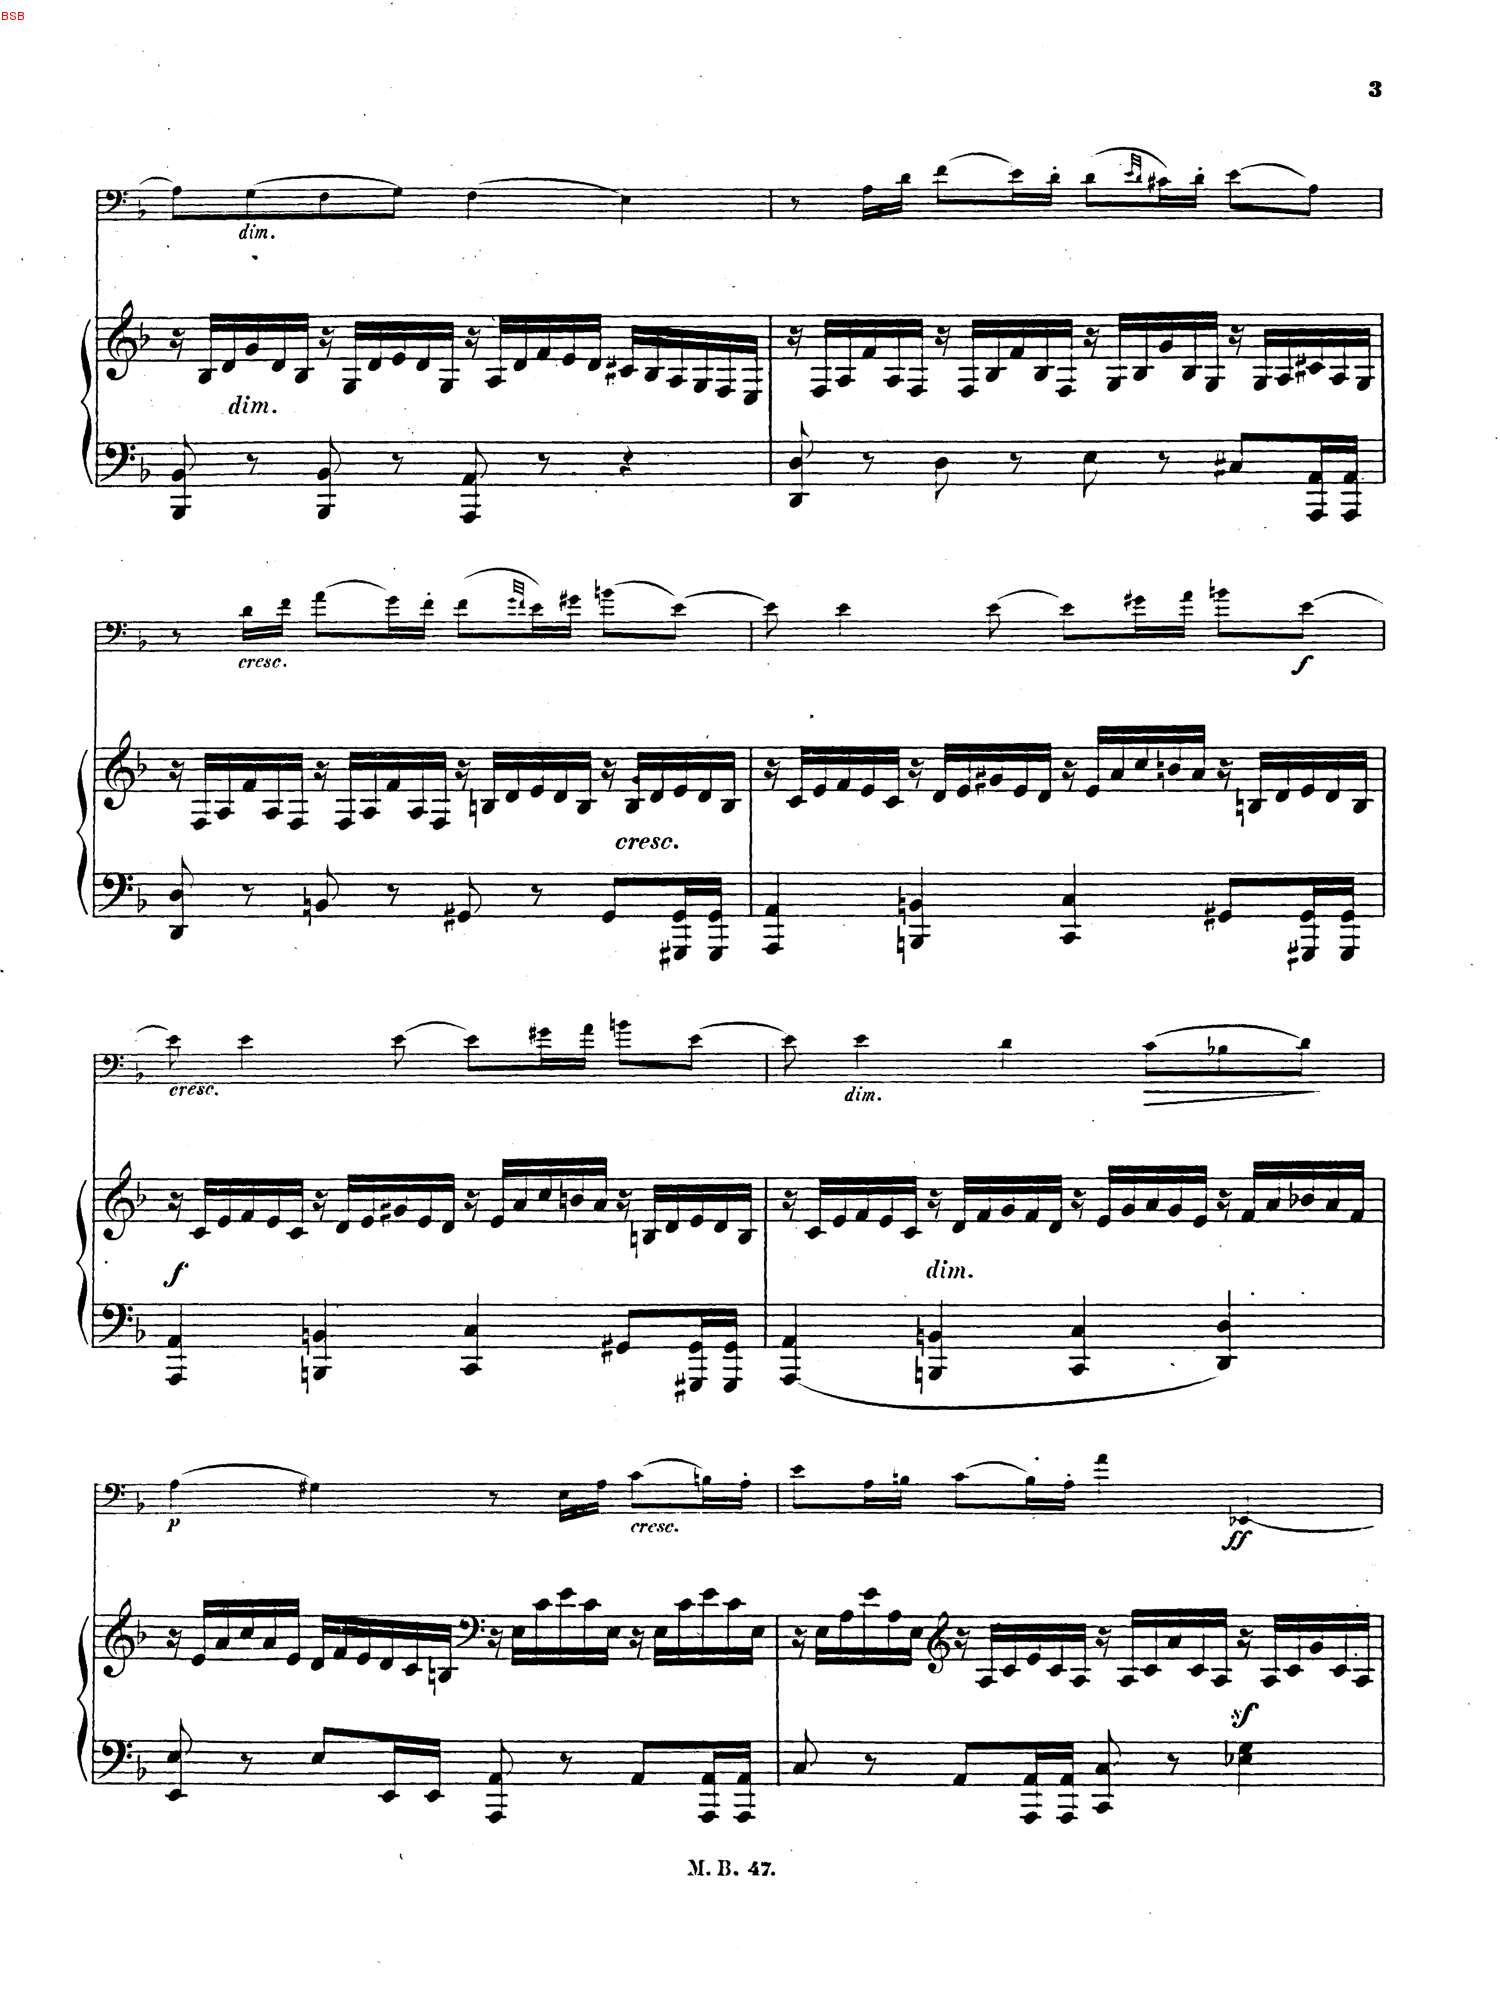 BSB
3
dim.
dim.
cresc.
f
cresc.
cresc.
dim.
f
dim.
p
cresc.
ff
sf
M. B. 47.